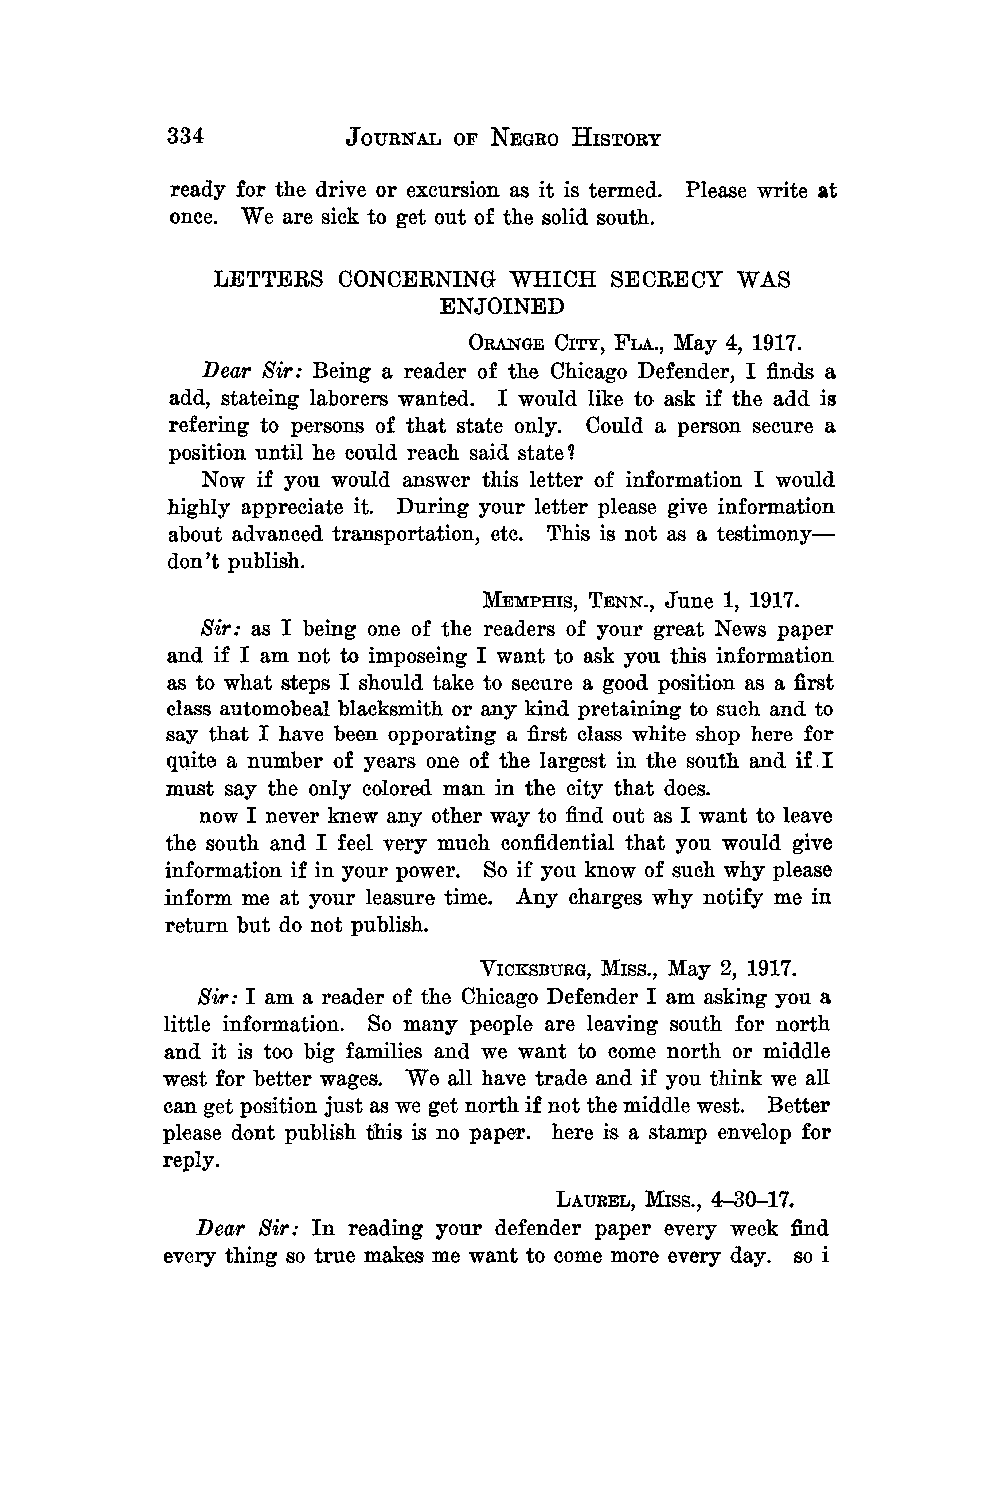 334 JOURNAL OF NEGRO HISTORY
ready for the drive or excursion as it is termed. Please write at
once. We are sick to get out of the solid south.
LETTERS CONCERNING WHICH SECRECY WAS
ENJOINED
ORANGE CITY, FLA., May 4, 1917.
Dear Sir: Being a reader of the Chicago Defender, I finds a
add, stateing laborers wanted. I would like to ask if the add is
refering to persons of that state only. Could a person secure a
position until he could reach said state?
Now if you would answer this letter of information I would
highly appreciate it. During your letter please give information
about advanced transportation, etc. This is not as a testimony—
don't publish.
MEMPHIS, TENN., June 1, 1917.
Sir: as I being one of the readers of your great News paper
and if I am not to imposeing I want to ask you this information
as to what steps I should take to secure a good position as a first
class automobeal blacksmith or any kind pretaining to such and to
say that I have been opporating a first class white shop here for
quite a number of years one of the largest in the south and if I
must say the only colored man in the city that does.
now I never knew any other way to find out as I want to leave
the south and I feel very much confidential that you would give
information if in your power. So if you know of such why please
inform me at your leasure time. Any charges why notify me in
return but do not publish.
VICKSBURG, MISS., May 2, 1917.
Sir: I am a reader of the Chicago Defender I am asking you a
little information. So many people are leaving south for north
and it is too big families and we want to come north or middle
west for better wages. We all have trade and if you think we all
can get position just as we get north if not the middle west. Better
please dont publish this is no paper. here is a stamp envelop for
reply.
LAUREL, MISS., 4–30–17.
Dear Sir: In reading your defender paper every week find
every thing so true makes me want to come more every day. so i